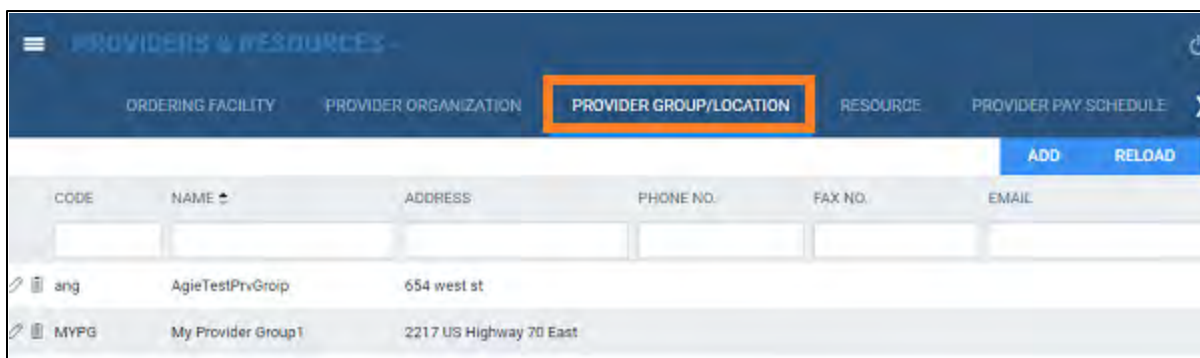 PROVIDERS & RESOURCES
ORDERING FACILITY PROVIDER ORGANIZATION PROVIDER GROUP/LOCATION RESOURCE PROVIDER PAY SCHEDULE
ADD RELOAD
CODE NAME ADDRESS PHONE NO. FAX NO. EMAIL
ang AgieTestPrvGroip 654 west st
MYPG My Provider Group1 2217 US Highway 70 East